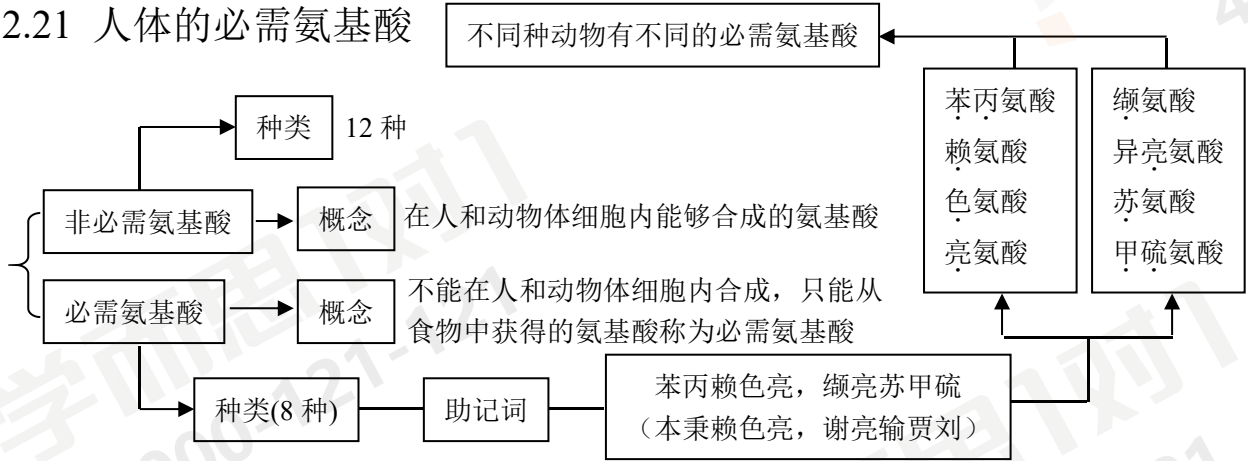 2.21 人体的必需氨基酸
不同种动物有不同的必需氨基酸
苯丙氨酸
赖氨酸
色氨酸
亮氨酸
缬氨酸
异亮氨酸
苏氨酸
甲硫氨酸
种类 12 种
非必需氨基酸 概念 在人和动物体细胞内能够合成的氨基酸
必需氨基酸 概念 不能在人和动物体细胞内合成，只能从
食物中获得的氨基酸称为必需氨基酸
种类(8 种) 助记词 苯丙赖色亮，缬亮苏甲硫
（本秉赖色亮，谢亮输贾刘）